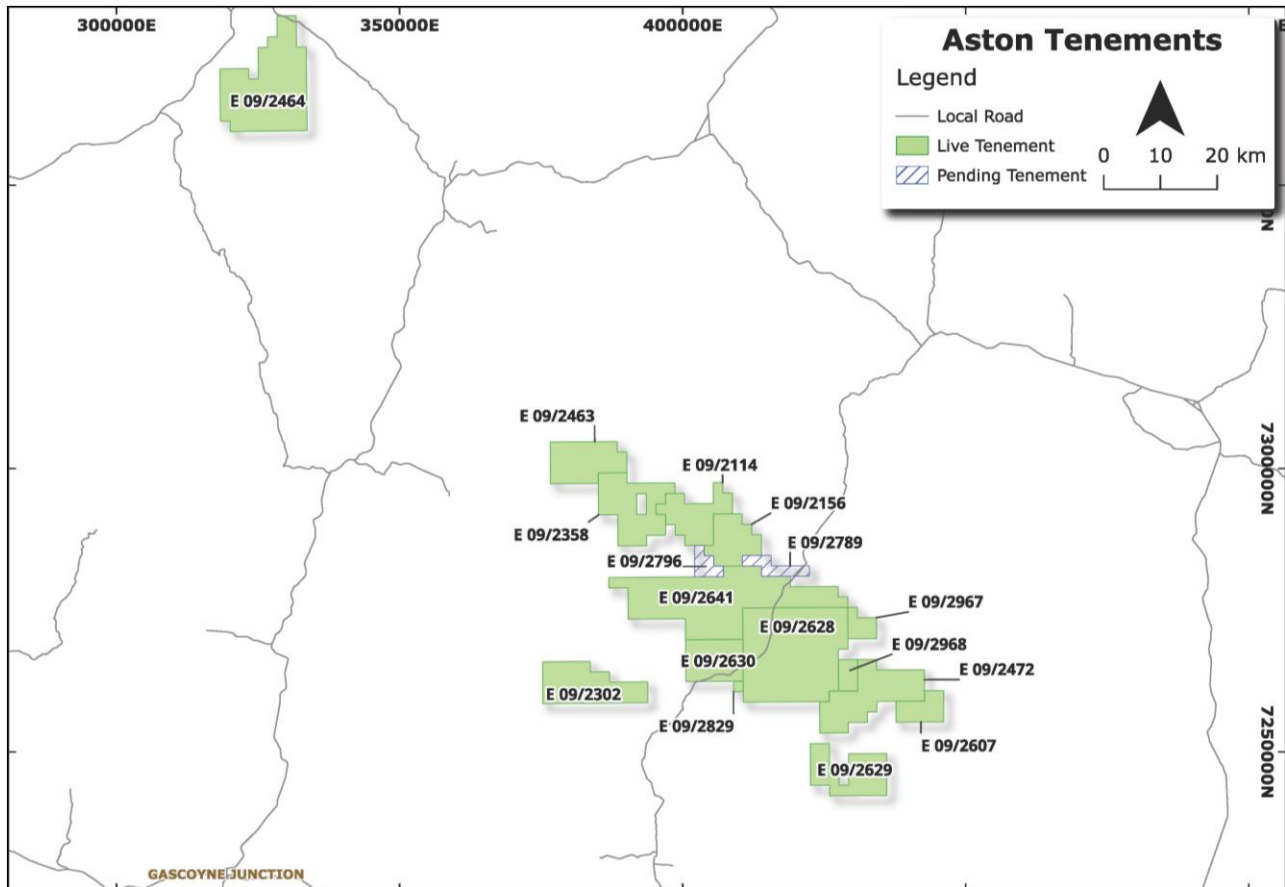 300000E
350000E
400000E
E
Aston Tenements
Legend
Local Road
Live Tenement
Pending Tenement
0 10 20 km
N
E 09/2464
E 09/2463
E 09/2114
7300000N
E 09/2156
E 09/2358
E 09/2789
E 09/2796
E 09/2641
E 09/2967
E 09/2628
E 09/2968
E 09/2630
E 09/2472
E 09/2302
E 09/2829
E 09/2607
7250000N
E 09/2629
GASCOYNE JUNCTION